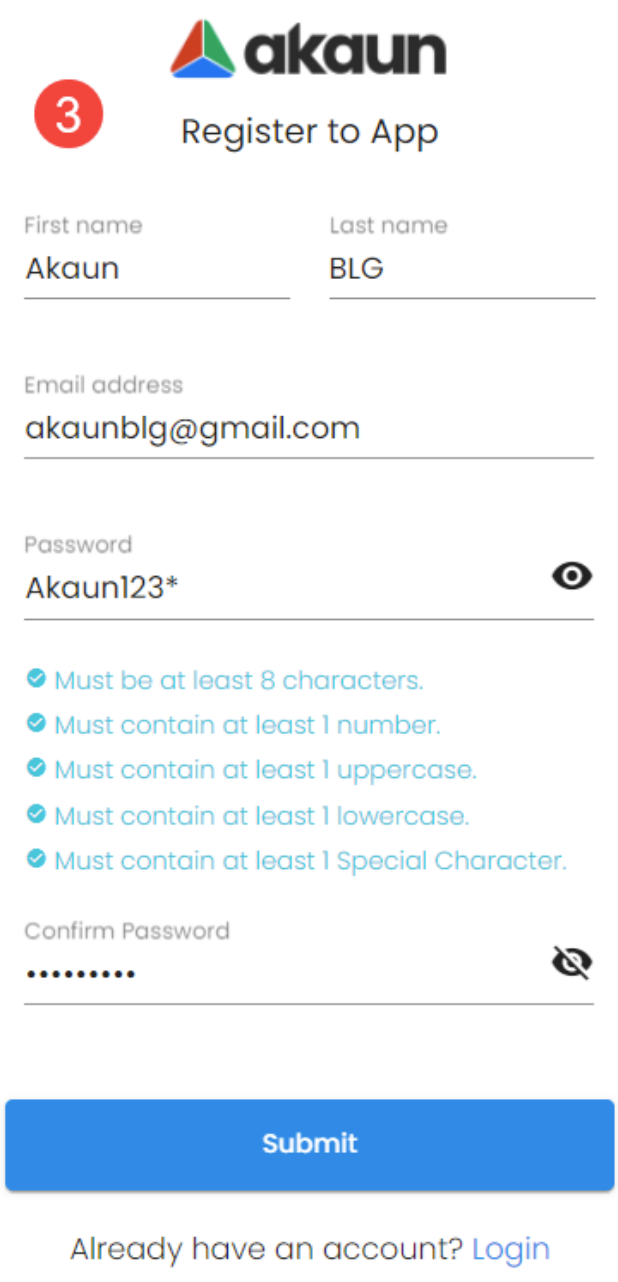 akaun
3
Register to App
First name Last name
Akaun BLG
Email address
akaunblg@gmail.com
Password
Akaun123*
Must be at least 8 characters.
Must contain at least 1 number.
Must contain at least 1 uppercase.
Must contain at least 1 lowercase.
Must contain at least 1 Special Character.
Confirm Password
•••••••••
Submit
Already have an account? Login